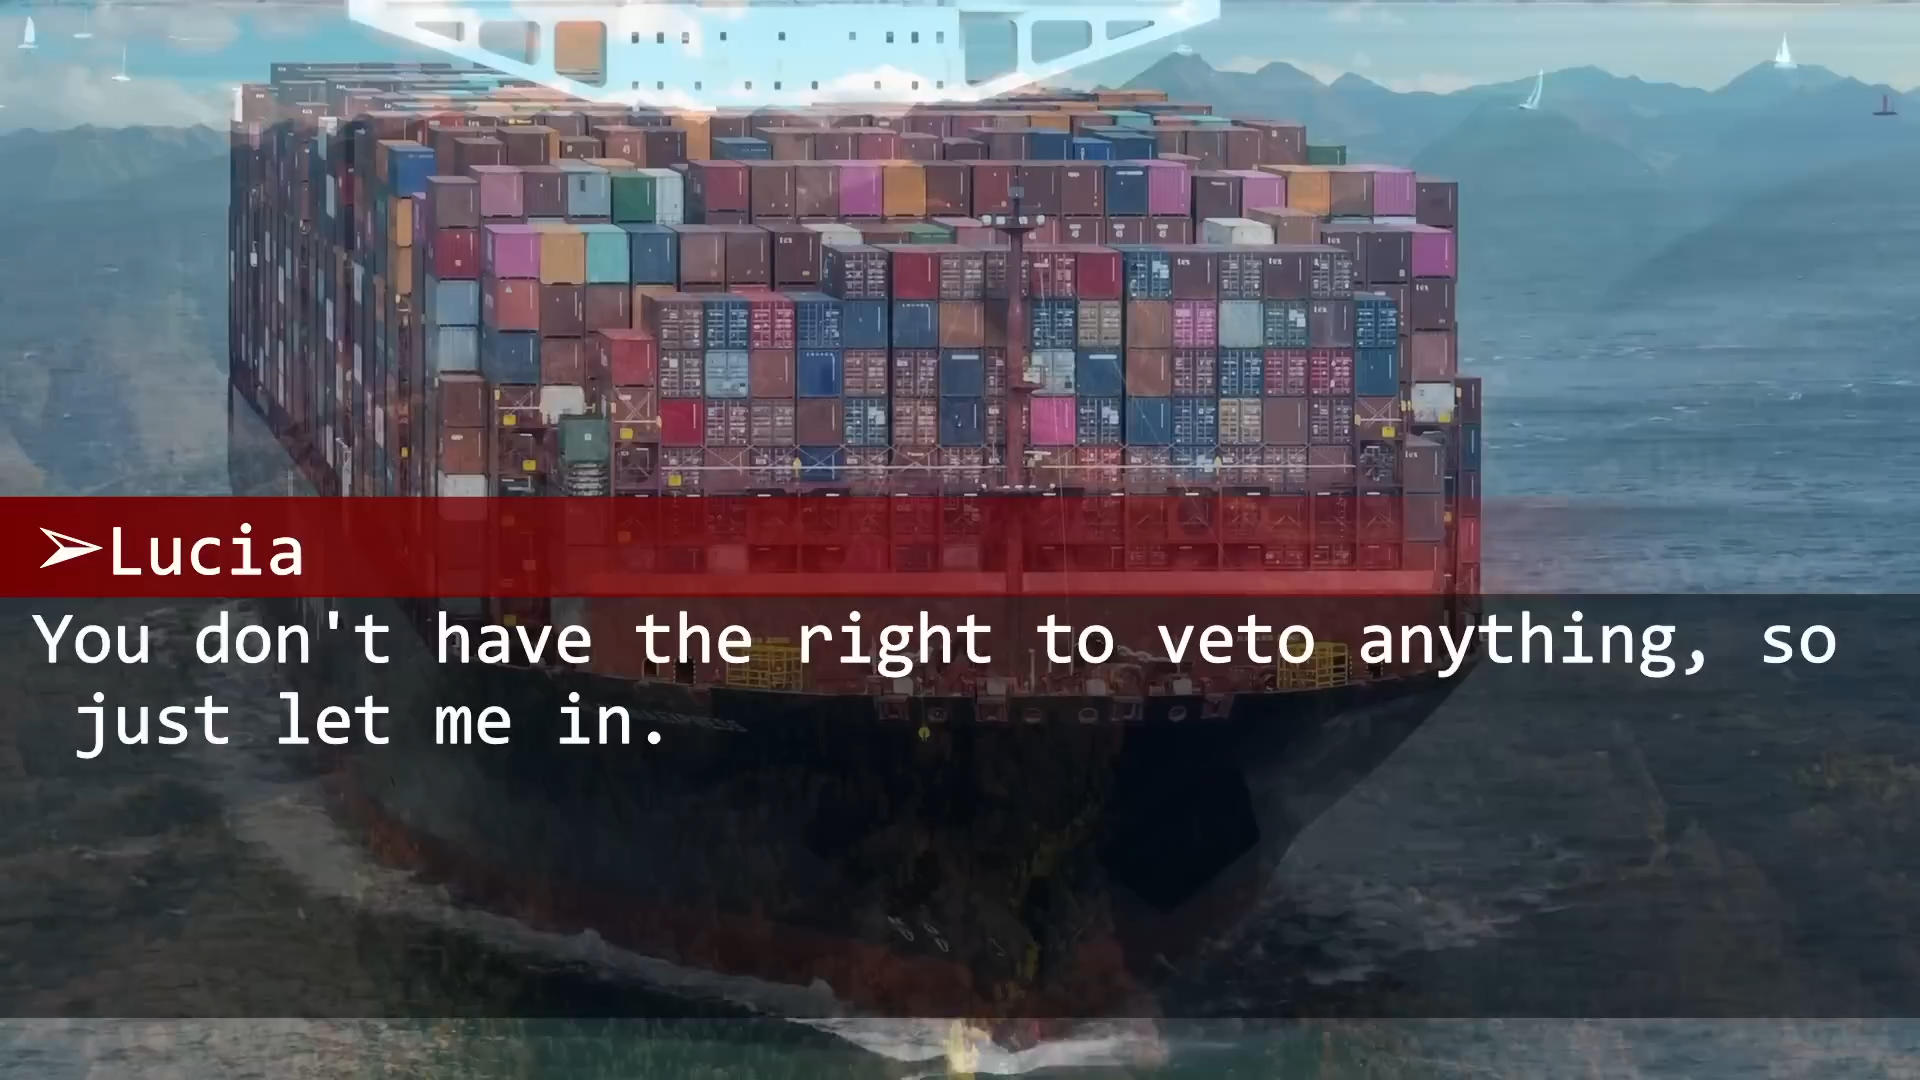 ➢Lucia
You don't have the right to veto anything, so
just let me in.